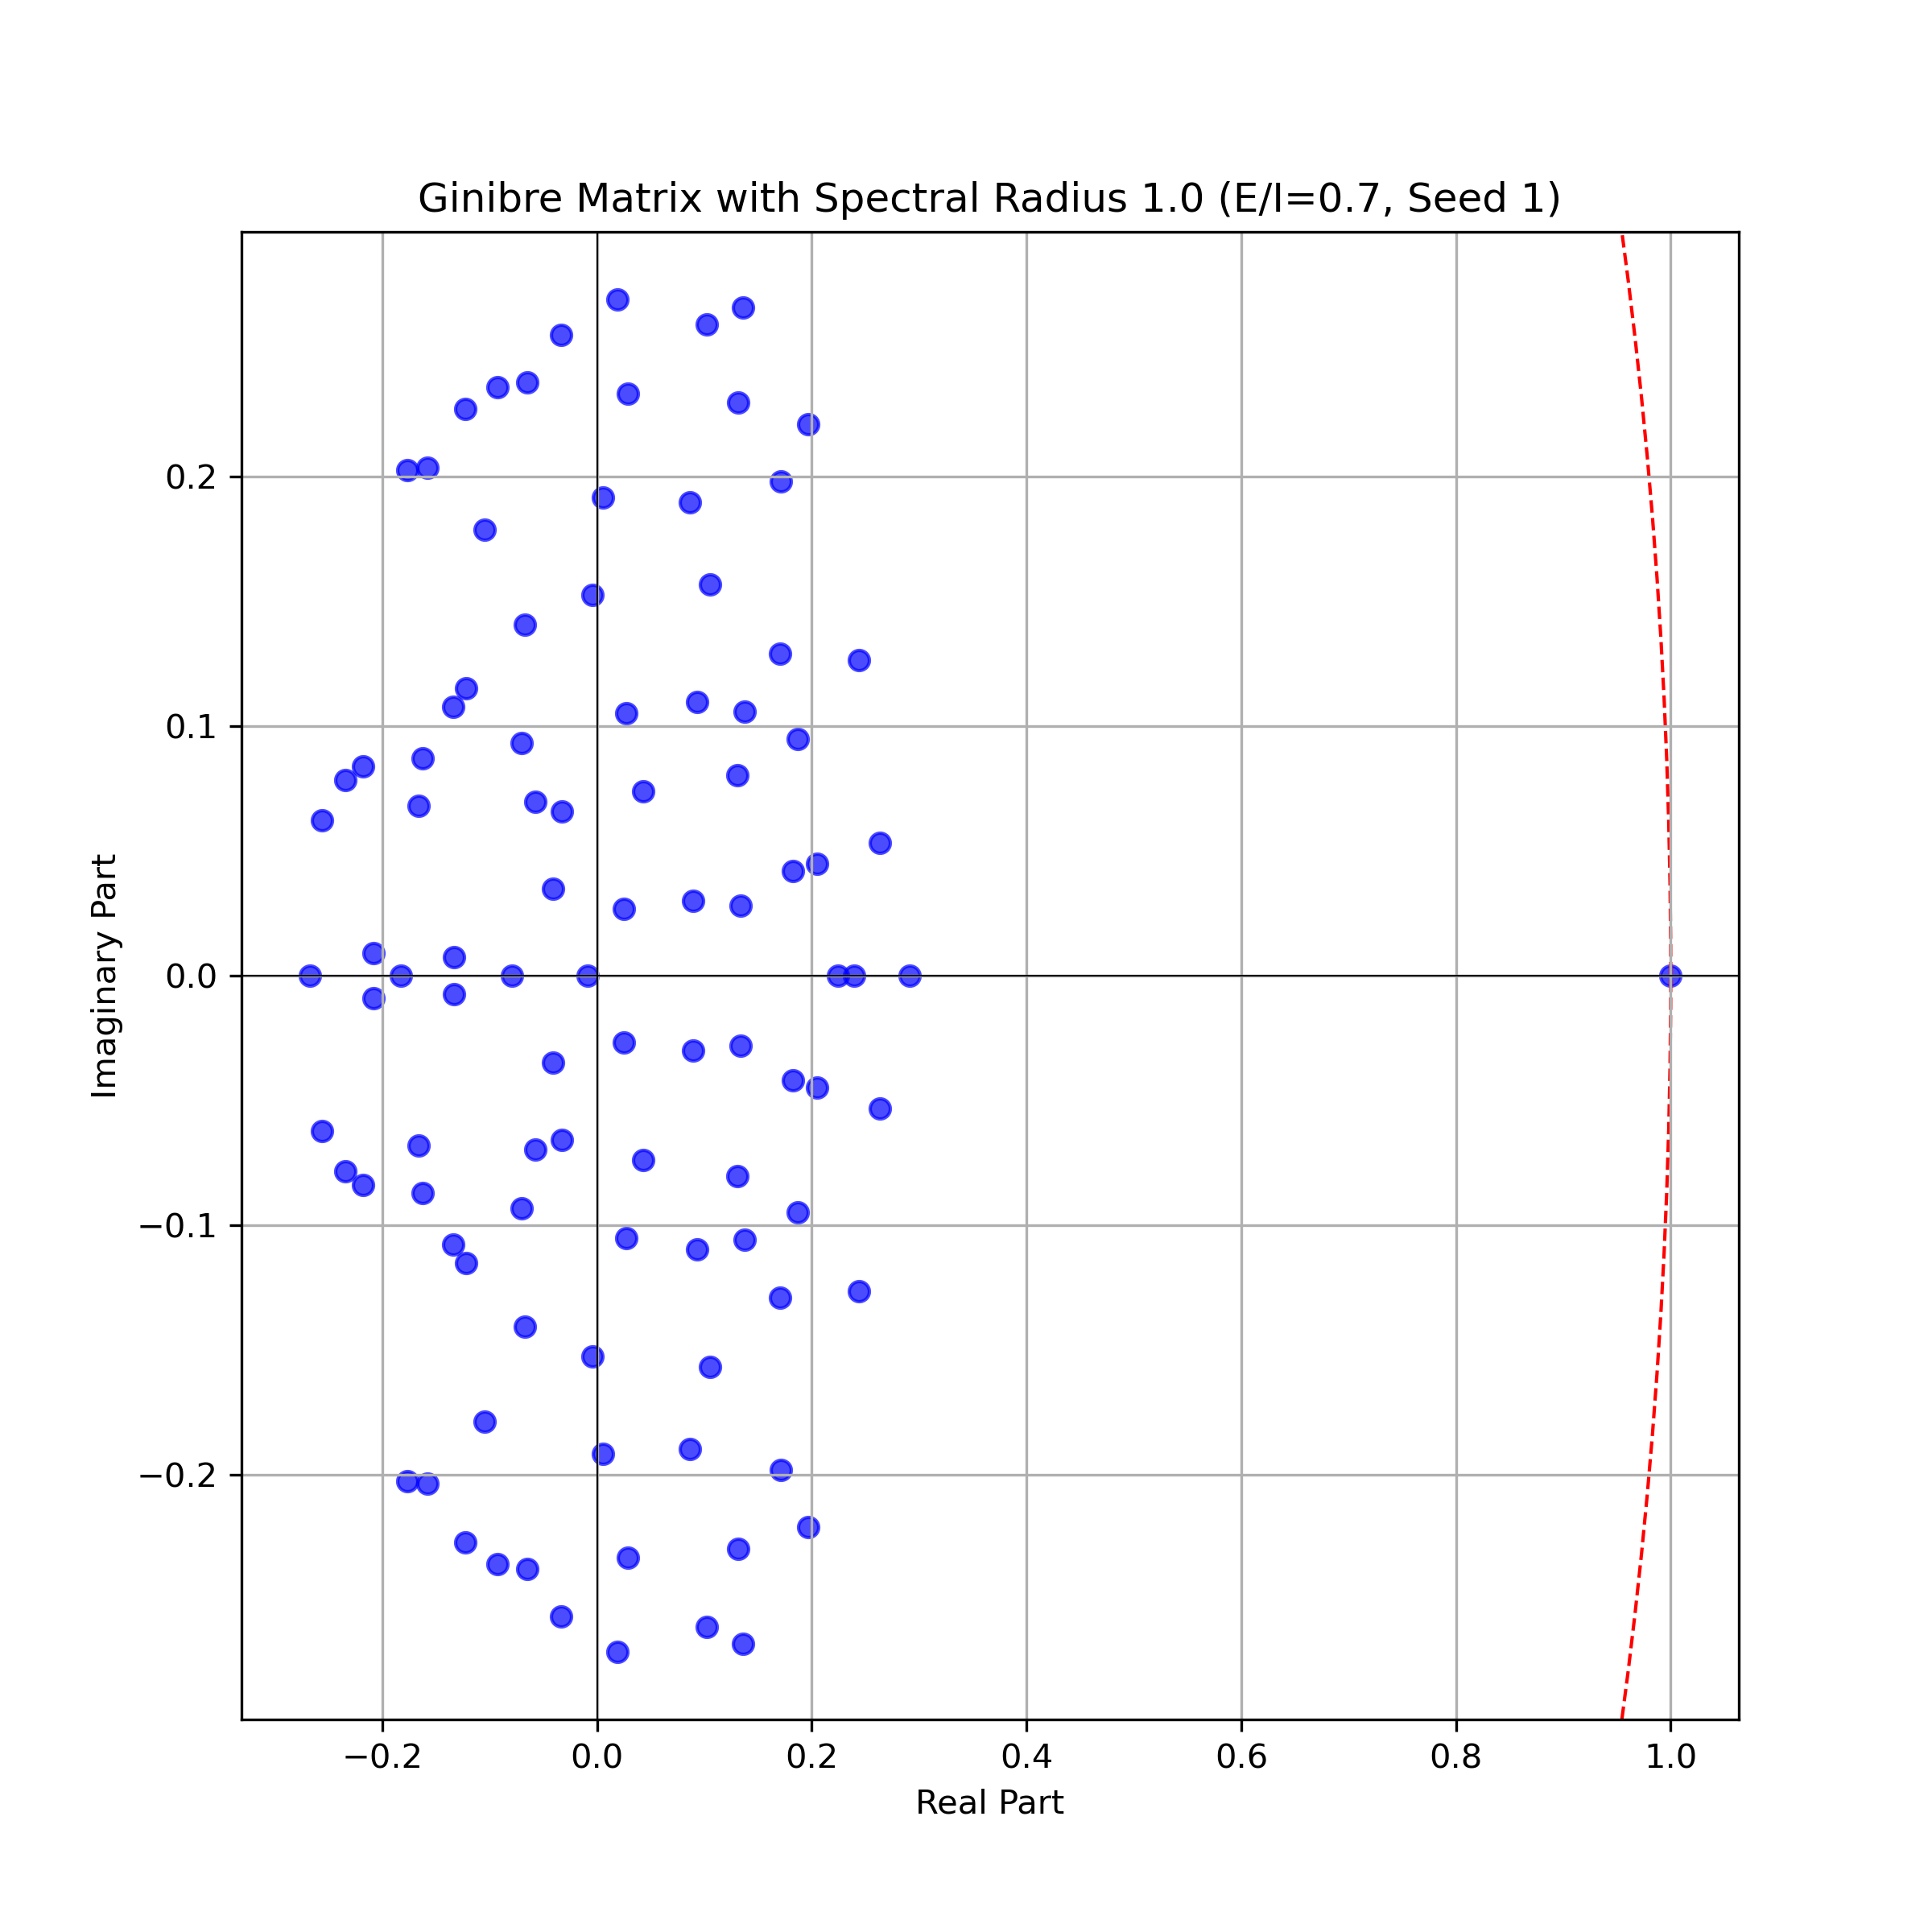 Ginibre Matrix with Spectral Radius 1.0 (E/I=0.7, Seed 1)
Imaginary Part
0.2
0.1
0.0
−0.1
−0.2
−0.2 0.0 0.2 0.4 0.6 0.8 1.0
Real Part